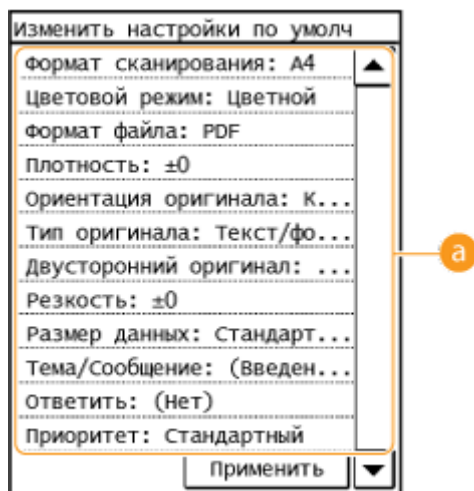 Изменить настройки по умолч
Формат сканирования: A4
Цветовой режим: Цветной
Формат файла: PDF
Плотность: ±0
Ориентация оригинала: К...
Тип оригинала: Текст/фо...
Двусторонний оригинал: ...
Резкость: ±0
Размер данных: Стандарт...
Тема/Сообщение: (Введен...
Ответить: (Нет)
Приоритет: Стандартный
Применить
a